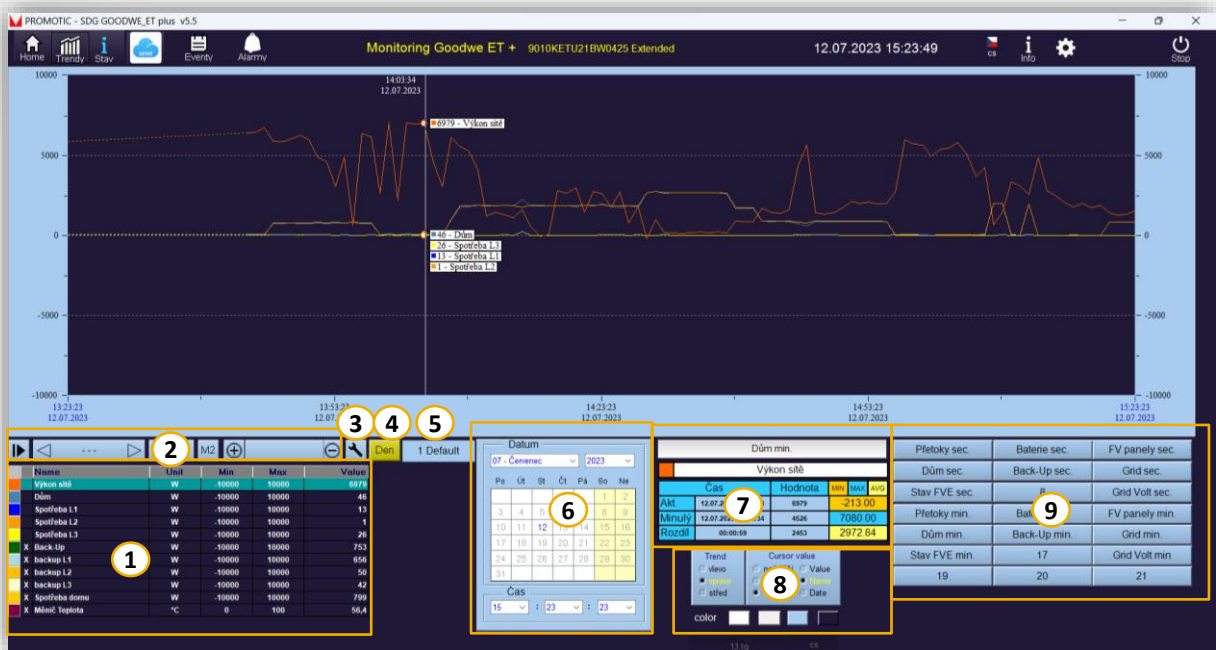 PROMOTIC - SDG GOODWE_ET plus v5.5
Home Trendy Stav Eventy Alarmy
Monitoring Goodwe ET + 9010KETU21BW0425 Extended
12.07.2023 15:23:49
cs Info Stop
14:03:34
12.07.2023
10000 10000
6979 - Výkon sítě
5000 5000
0 0
46 - Dům
26 - Spotřeba L3
13 - Spotřeba L1
1 - Spotřeba L2
-5000 -5000
-10000 -10000
13:23:23 13:53:23 14:23:23 14:53:23 15:23:23
12.07.2023 12.07.2023 12.07.2023 12.07.2023 12.07.2023
3 4 5
2 M2 Den 1 Default
Name Unit Min Max Value
Výkon sítě W -10000 10000 6979
Dům W -10000 10000 46
Spotřeba L1 W -10000 10000 13
Spotřeba L2 W -10000 10000 1
Spotřeba L3 W -10000 10000 26
X Back-Up W -10000 10000 753
X backup L1 W -10000 10000 656
X backup L2 W -10000 10000 50
X backup L3 W -10000 10000 42
X Spotřeba domu W -10000 10000 799
X Měnič Teplota °C 0 100 56,4
1
Datum
07 - Červenec 2023
Po Út St Čt Pá So Ne
1 2
3 4 5 8 9
10 11 12 13 14 15 16
17 18 19 20 21 22 23
24 25 26 27 28 29 30
31
6
Čas
15 : 23 : 23
Dům min.
Výkon sítě
Čas Hodnota MIN MAX AVG
Akt. 6979 -213.00
Minulý 4526 7080.00
Rozdíl 00:00:59 2453 2972.84
7
Trend Cursor value
vlevo Value
vpravo Name
střed Date
8
color
Přetoky sec. Baterie sec. FV panely sec.
Dům sec. Back-Up sec. Grid sec.
Stav FVE sec. 8 Grid Volt sec.
Přetoky min. FV panely min.
9
Dům min. Back-Up min. Grid min.
Stav FVE min. 17 Grid Volt min
19 20 21